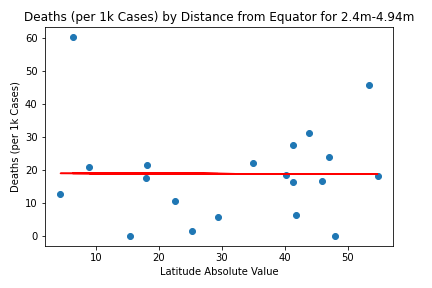 Deaths (per 1k Cases) by Distance from Equator for 2.4m-4.94m
Deaths (per 1k Cases)
60
50
40
30
20
10
0
10 20 30 40 50
Latitude Absolute Value